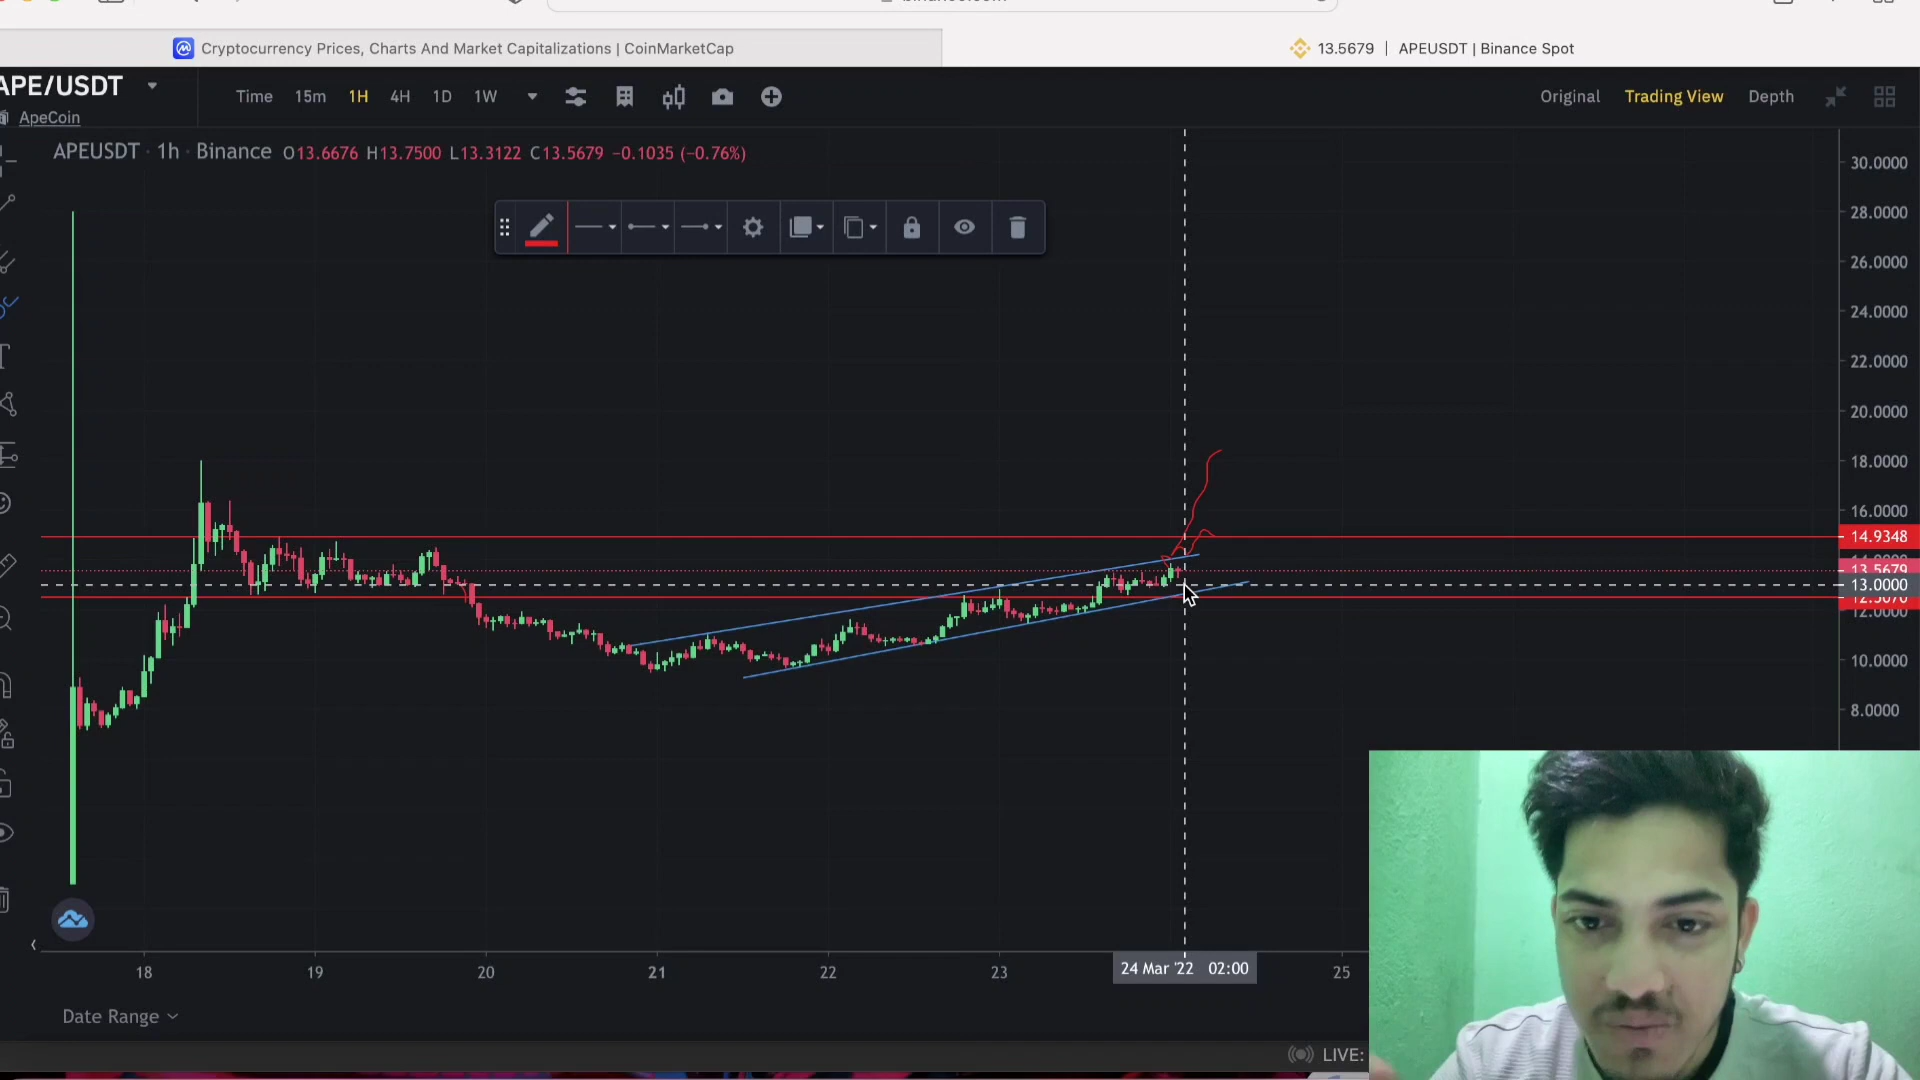 Cryptocurrency Prices, Charts And Market Capitalizations | CoinMarketCap
13.5679 | APEUSDT | Binance Spot
APE/USDT
ApeCoin
Time 15m 1H 4H 1D 1W
Original Trading View Depth
APEUSDT · 1h · Binance O13.6676 H13.7500 L13.3122 C13.5679 −0.1035 (−0.76%)
30.0000
28.0000
26.0000
24.0000
22.0000
20.0000
18.0000
16.0000
14.9348
13.5679
13.0000
12.0000
10.0000
8.0000
18 19 20 21 22 23 24 Mar '22 02:00 25
Date Range
LIVE: